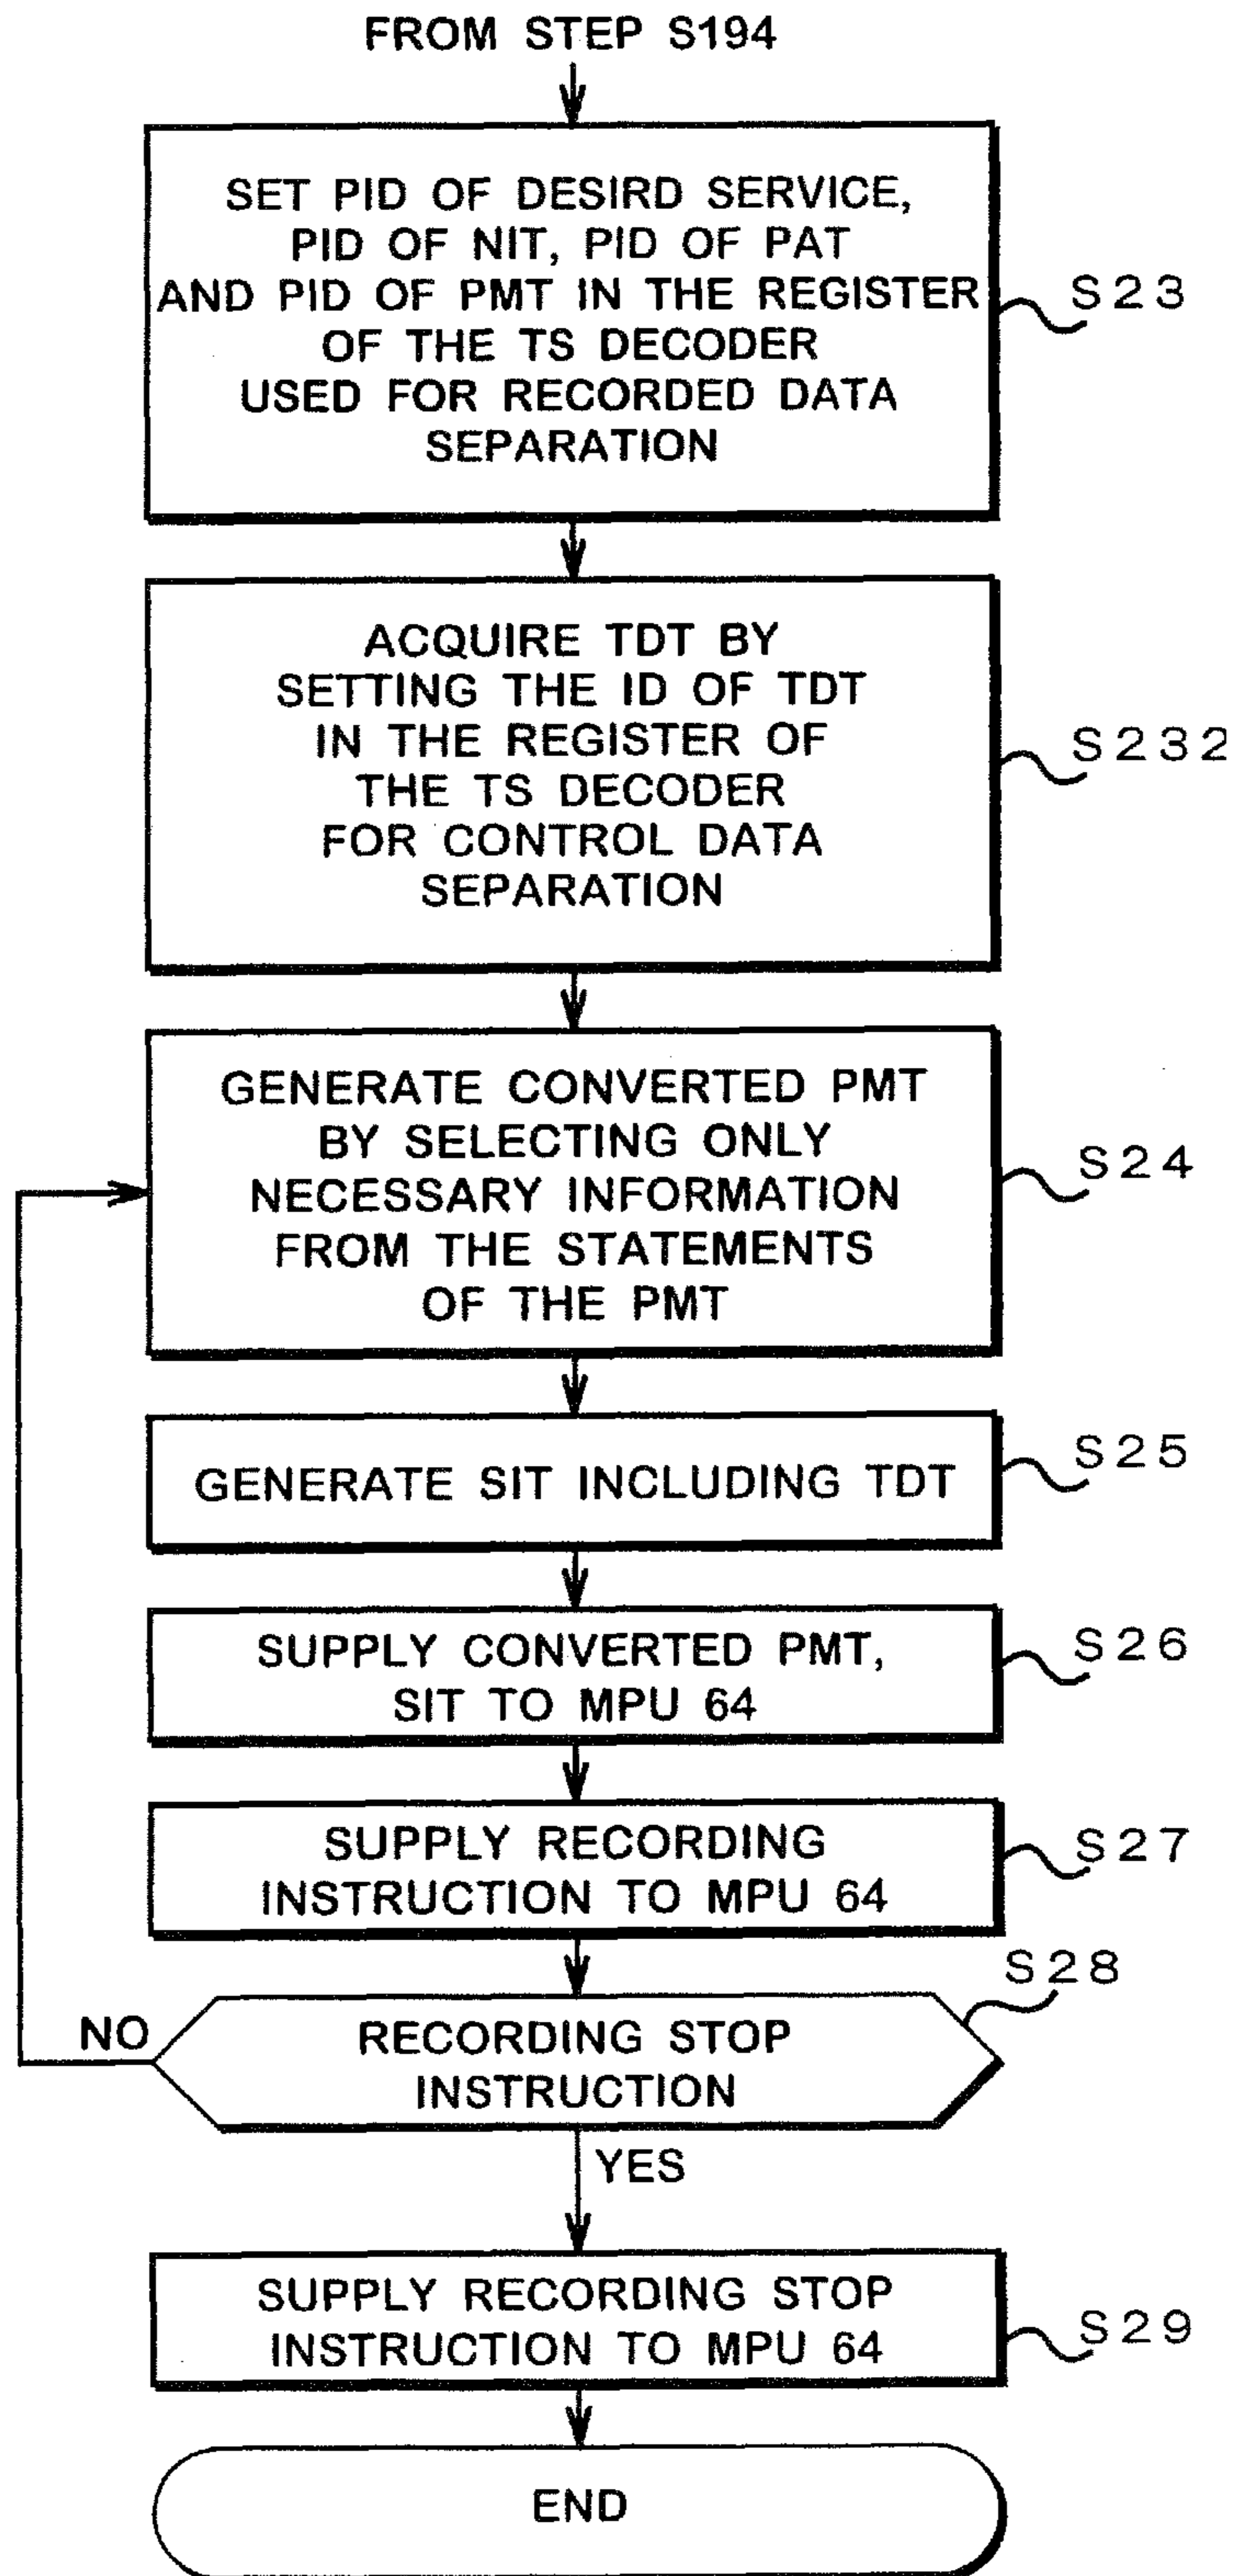 FROM STEP S194
SET PID OF DESIRD SERVICE,
PID OF NIT, PID OF PAT
AND PID OF PMT IN THE REGISTER
OF THE TS DECODER
USED FOR RECORDED DATA
SEPARATION
S23
ACQUIRE TDT BY
SETTING THE ID OF TDT
IN THE REGISTER OF
THE TS DECODER
FOR CONTROL DATA
SEPARATION
S232
GENERATE CONVERTED PMT
BY SELECTING ONLY
NECESSARY INFORMATION
FROM THE STATEMENTS
OF THE PMT
S24
GENERATE SIT INCLUDING TDT
S25
SUPPLY CONVERTED PMT,
SIT TO MPU 64
S26
SUPPLY RECORDING
INSTRUCTION TO MPU 64
S27
RECORDING STOP
INSTRUCTION
S28
NO
YES
SUPPLY RECORDING STOP
INSTRUCTION TO MPU 64
S29
END